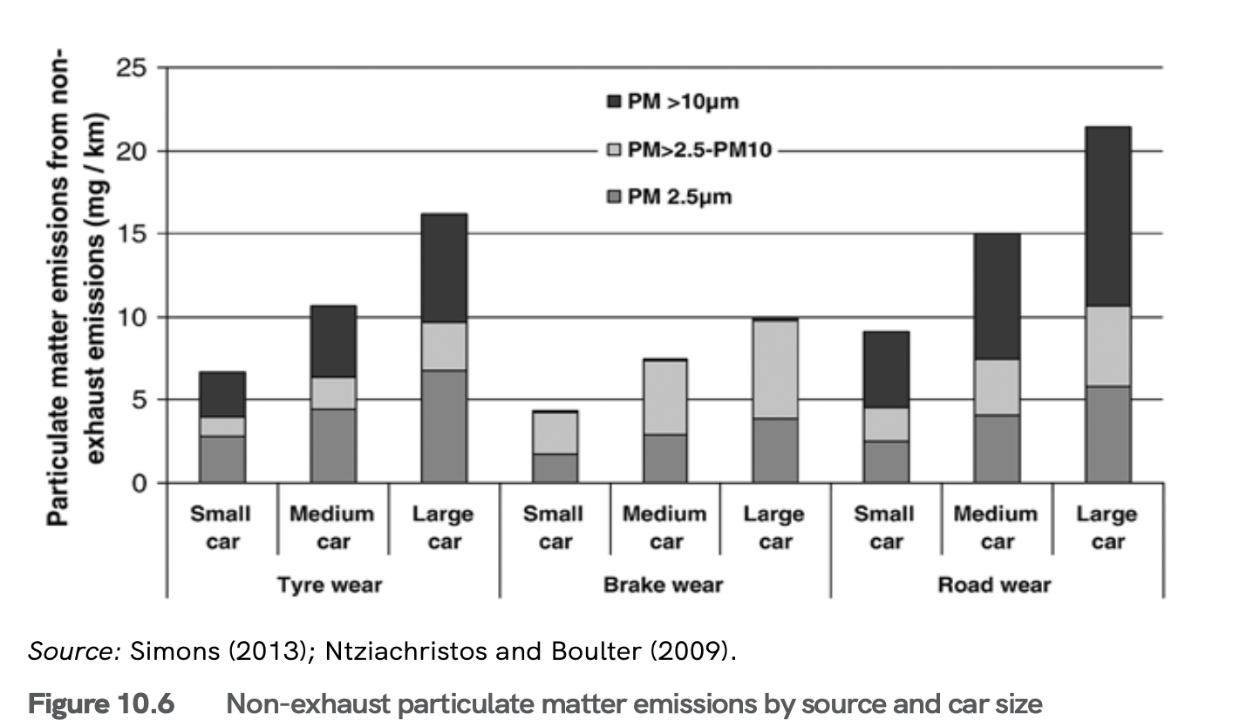 Particulate matter emissions from non-
exhaust emissions (mg / km)
25
20
15
10
5
0
PM >10µm
PM>2.5-PM10
PM 2.5µm
Small car
Medium car
Large car
Small car
Medium car
Large car
Small car
Medium car
Large car
Tyre wear
Brake wear
Road wear
Source: Simons (2013); Ntziachristos and Boulter (2009).
Figure 10.6 Non-exhaust particulate matter emissions by source and car size